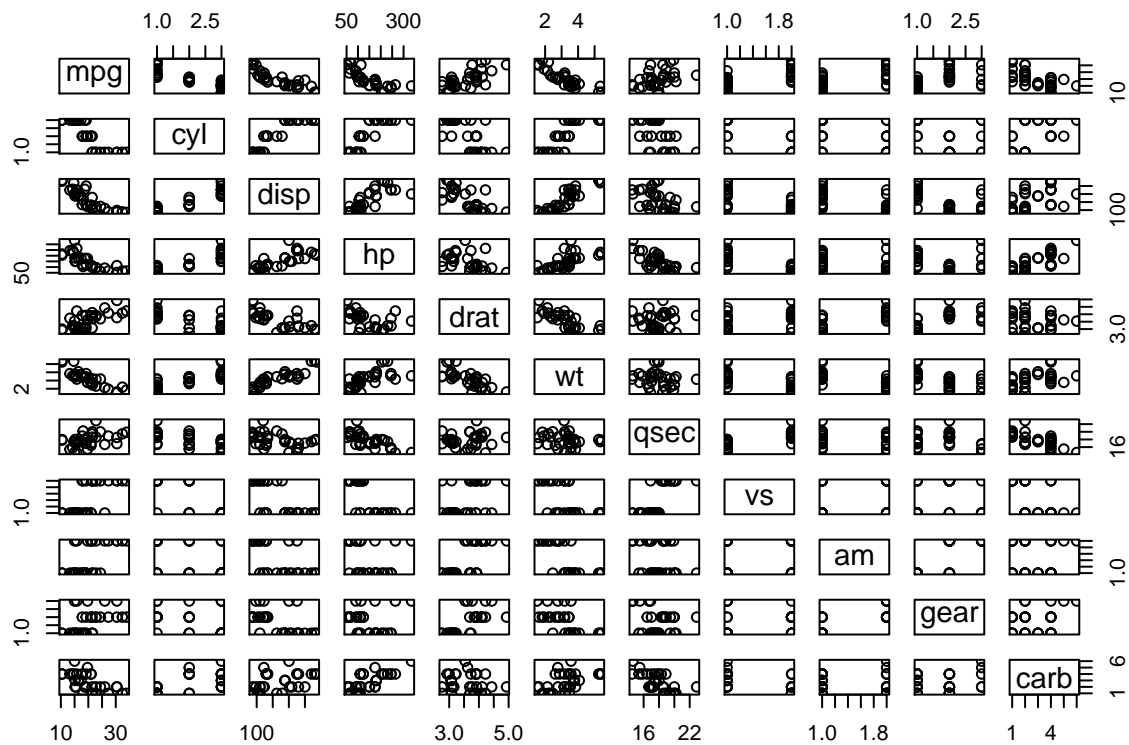 1.0 2.5 50 300 2 4 1.0 1.8 1.0 2.5
mpg 10
1.0 cyl
disp 100
50 hp
drat 3.0
2 wt
qsec 16
1.0 vs
am 1.0
1.0 gear
carb 1 6
10 30 100 3.0 5.0 16 22 1.0 1.8 1 4